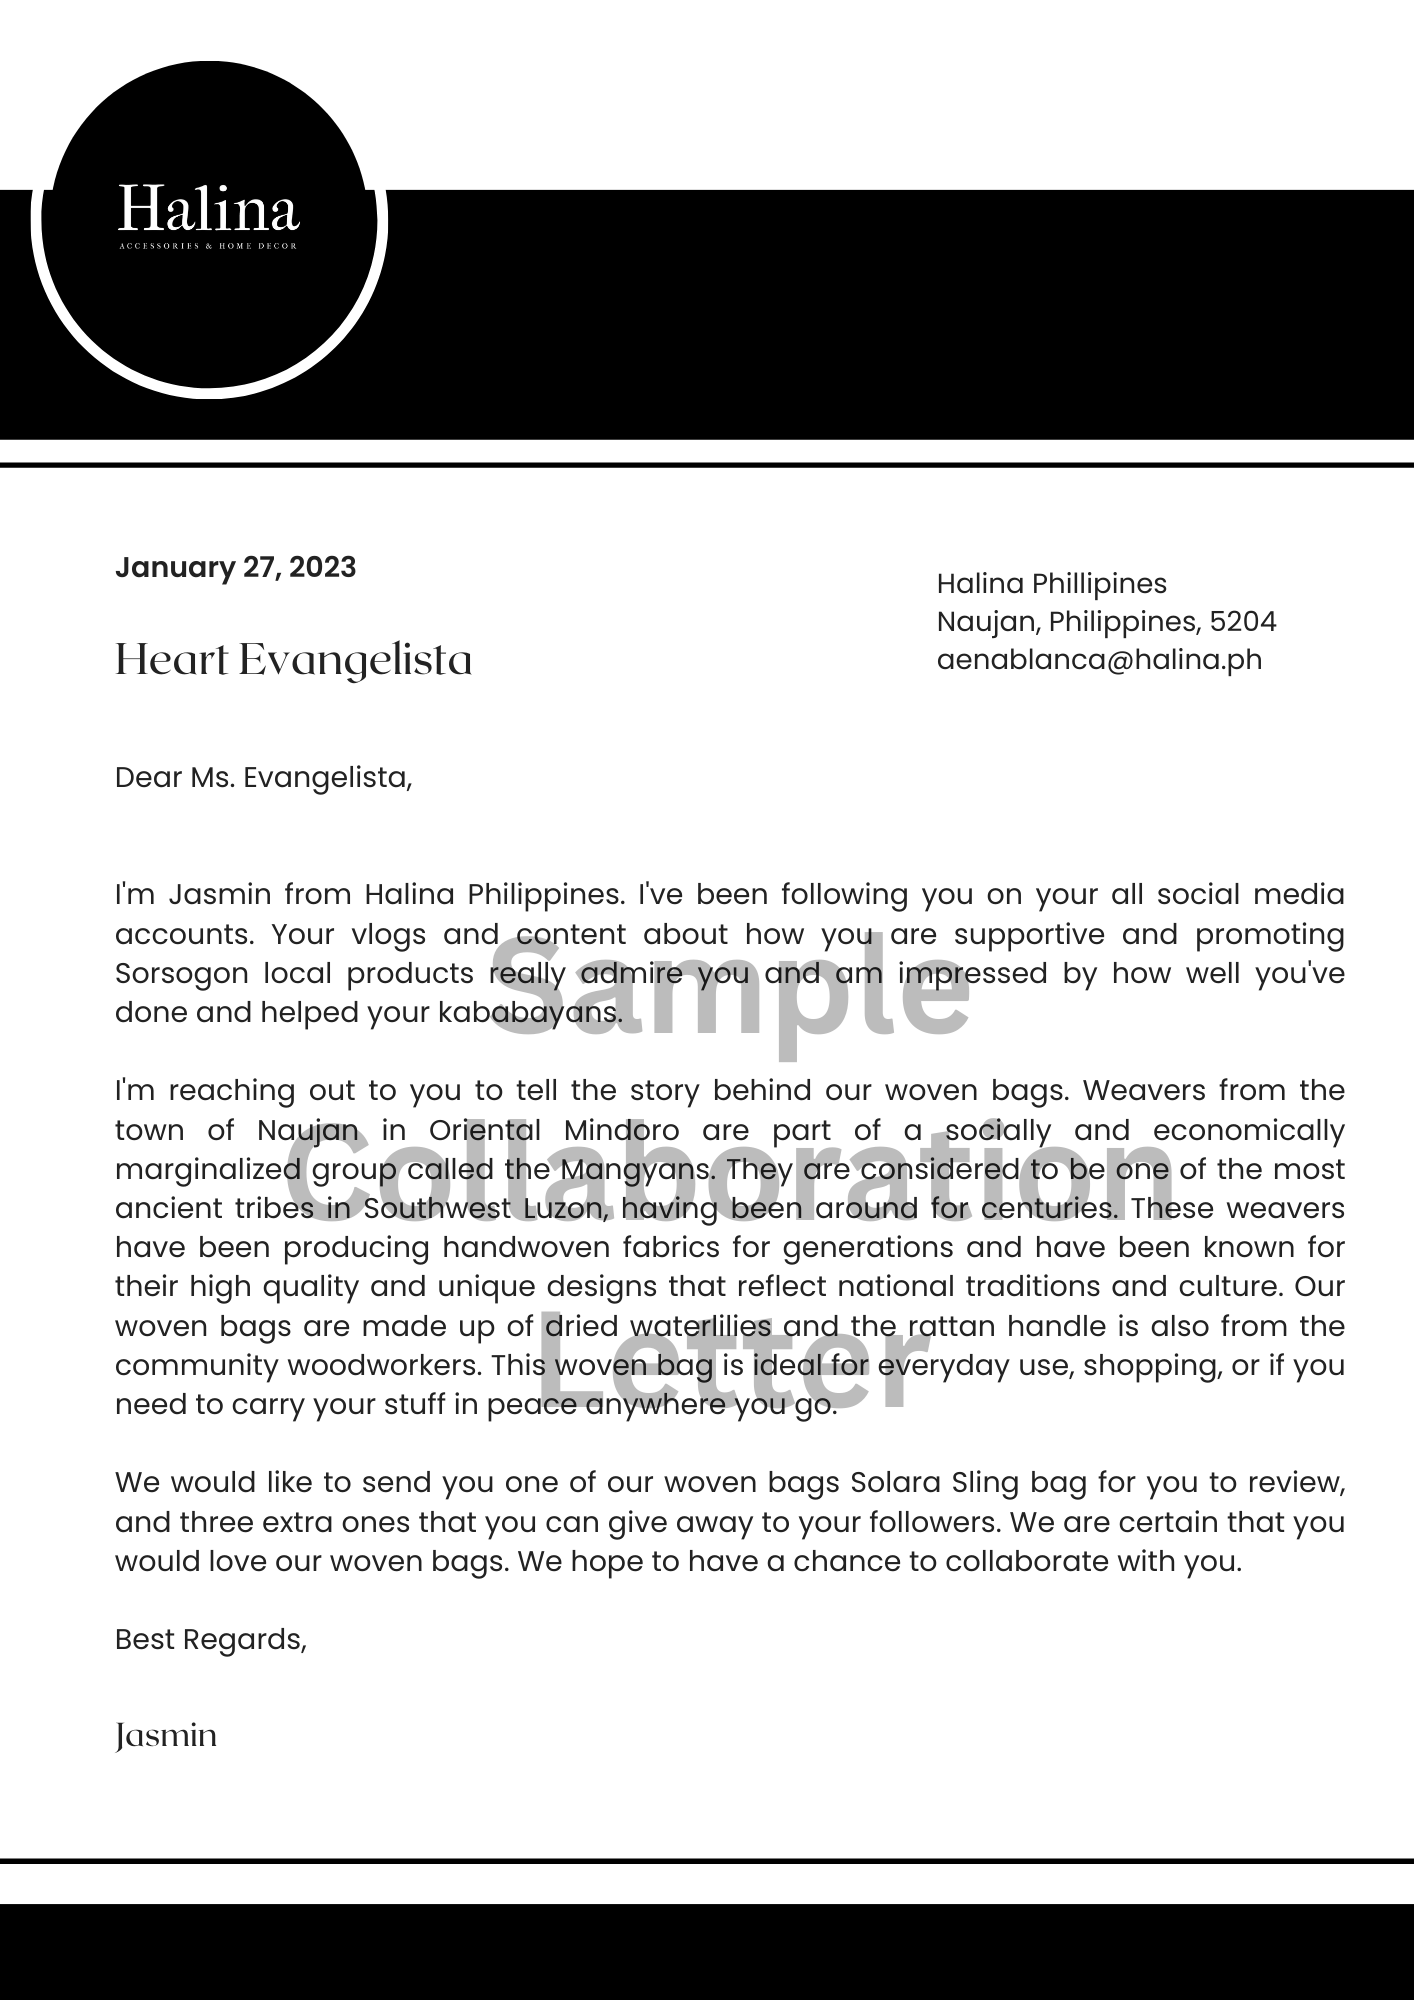 Halina
ACCESSORIES & HOME DECOR
January 27, 2023
Heart Evangelista
Halina Phillipines
Naujan, Philippines, 5204
aenablanca@halina.ph
Dear Ms. Evangelista,
I'm Jasmin from Halina Philippines. I've been following you on your all social media
accounts. Your vlogs and content about how you are supportive and promoting
Sorsogon local products really admire you and am impressed by how well you've
done and helped your kababayans.
I'm reaching out to you to tell the story behind our woven bags. Weavers from the
town of Naujan in Oriental Mindoro are part of a socially and economically
marginalized group called the Mangyans. They are considered to be one of the most
ancient tribes in Southwest Luzon, having been around for centuries. These weavers
have been producing handwoven fabrics for generations and have been known for
their high quality and unique designs that reflect national traditions and culture. Our
woven bags are made up of dried waterlilies and the rattan handle is also from the
community woodworkers. This woven bag is ideal for everyday use, shopping, or if you
need to carry your stuff in peace anywhere you go.
We would like to send you one of our woven bags Solara Sling bag for you to review,
and three extra ones that you can give away to your followers. We are certain that you
would love our woven bags. We hope to have a chance to collaborate with you.
Best Regards,
Jasmin
Sample
Collaboration
Letter